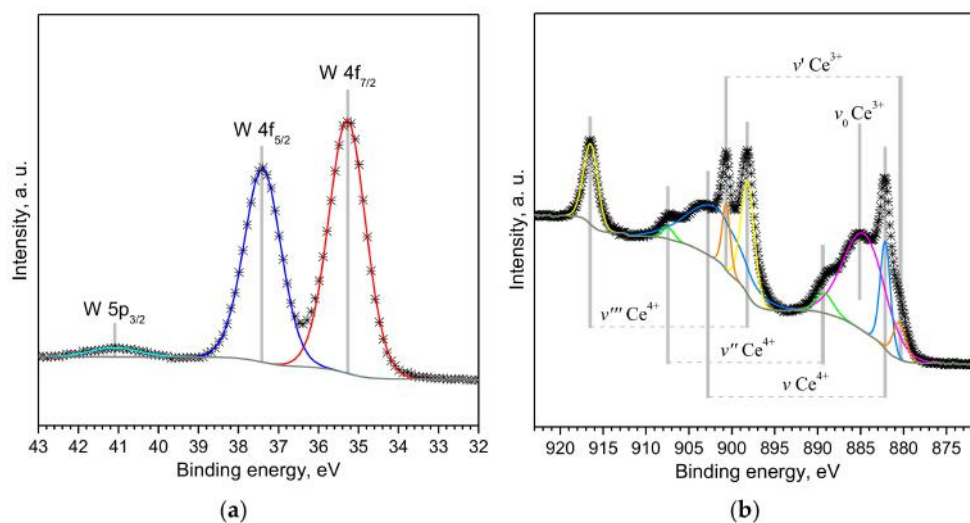 W 4f7/2
W 4f5/2
W 5p3/2
Intensity, a. u.
43 42 41 40 39 38 37 36 35 34 33 32
Binding energy, eV
(a)
v' Ce3+
v0 Ce3+
v''' Ce4+
v'' Ce4+
v Ce4+
Intensity, a. u.
920 915 910 905 900 895 890 885 880 875
Binding energy, eV
(b)